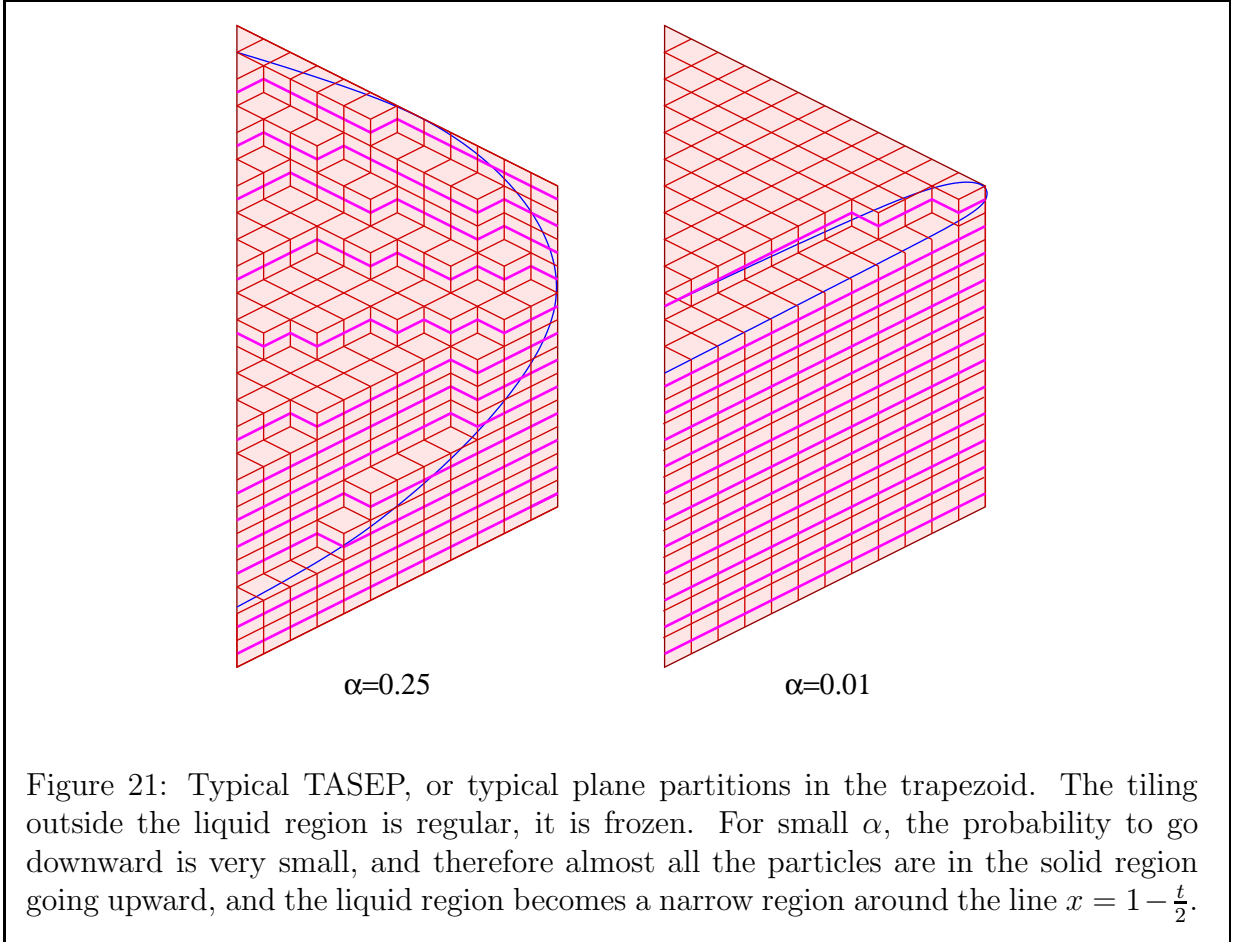 α=0.25
α=0.01
Figure 21: Typical TASEP, or typical plane partitions in the trapezoid. The tiling
outside the liquid region is regular, it is frozen. For small α, the probability to go
downward is very small, and therefore almost all the particles are in the solid region
going upward, and the liquid region becomes a narrow region around the line x = 1 − t/2.